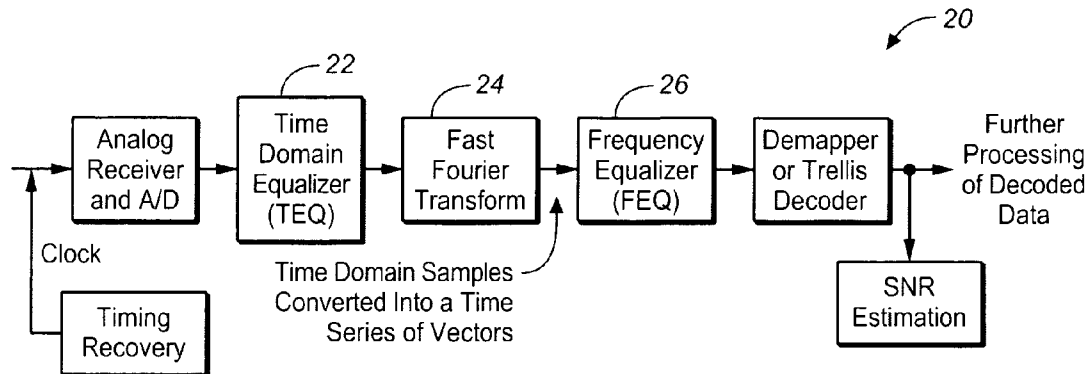 20
22
24
26
Analog
Receiver
and A/D
Time
Domain
Equalizer
(TEQ)
Fast
Fourier
Transform
Frequency
Equalizer
(FEQ)
Demapper
or Trellis
Decoder
Further
Processing
of Decoded
Data
Clock
Timing
Recovery
Time Domain Samples
Converted Into a Time
Series of Vectors
SNR
Estimation